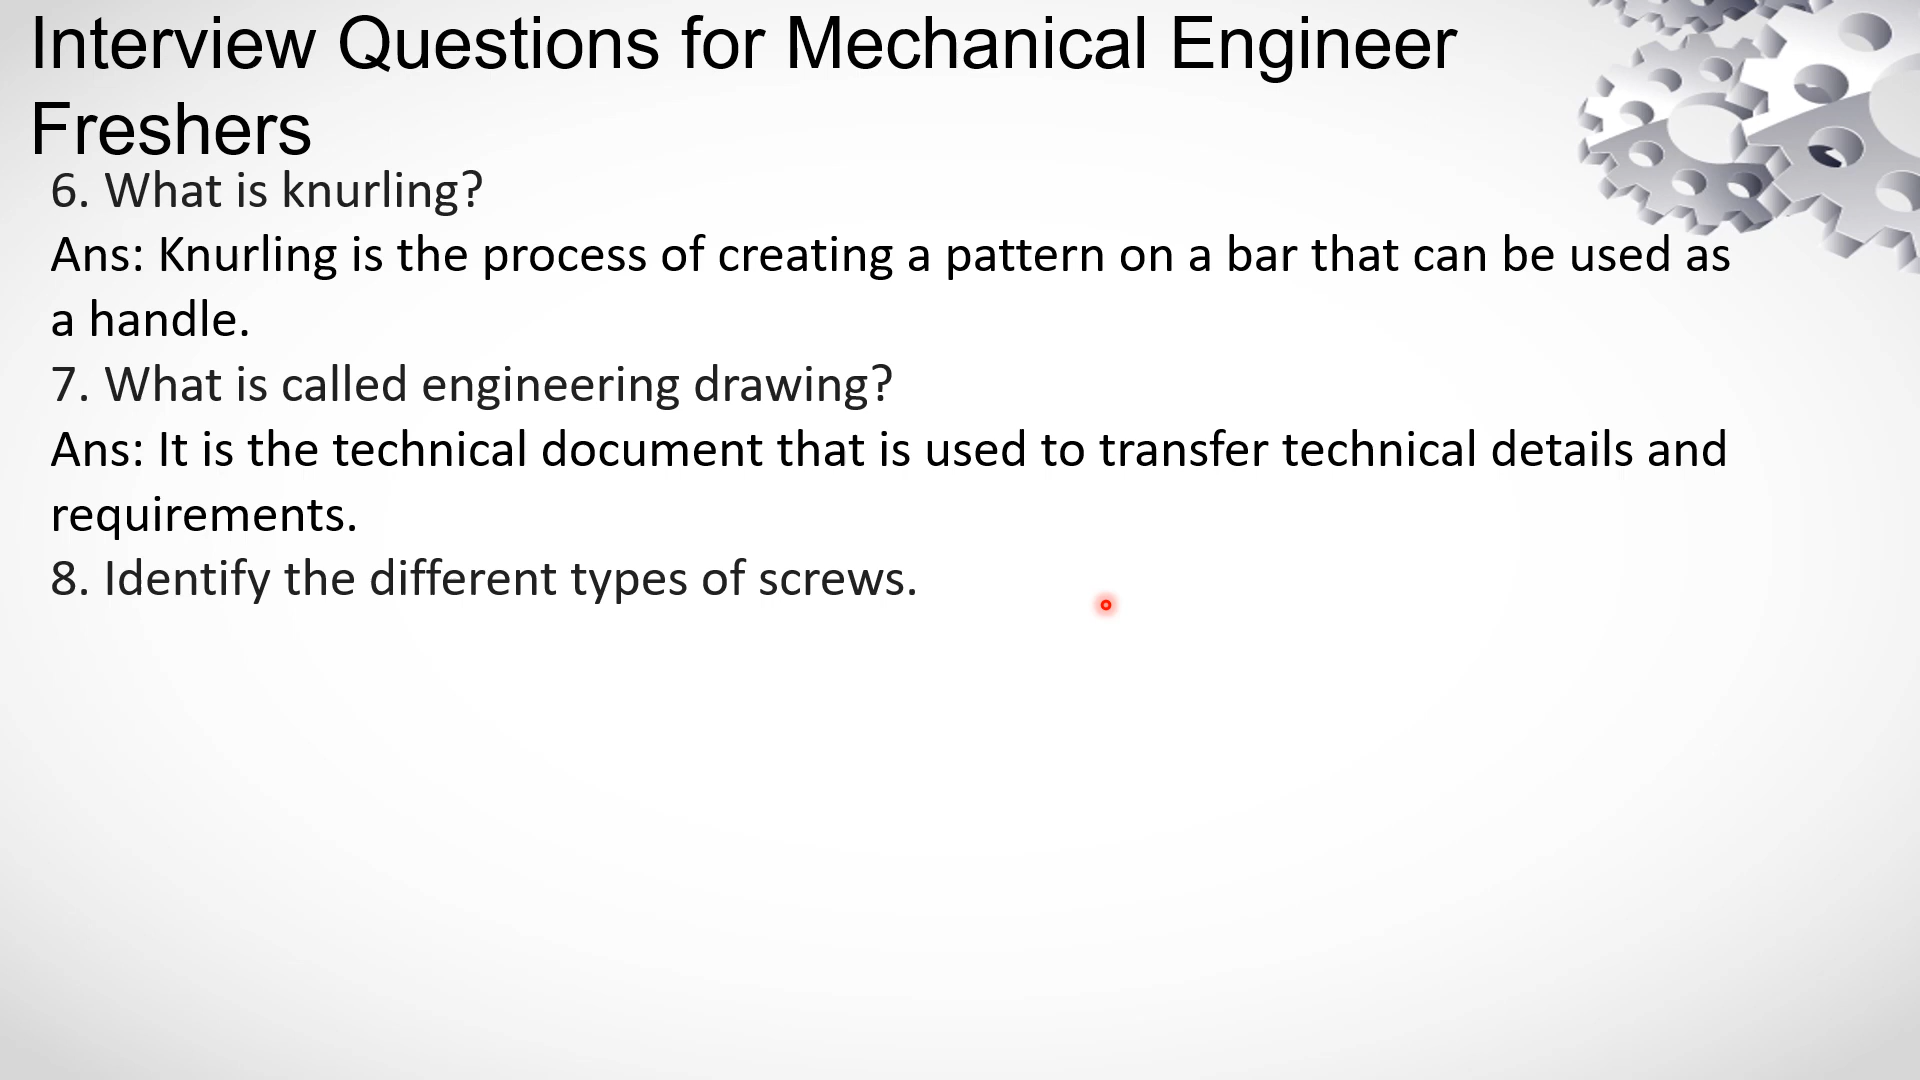 Interview Questions for Mechanical Engineer
Freshers
6. What is knurling?
Ans: Knurling is the process of creating a pattern on a bar that can be used as
a handle.
7. What is called engineering drawing?
Ans: It is the technical document that is used to transfer technical details and
requirements.
8. Identify the different types of screws.